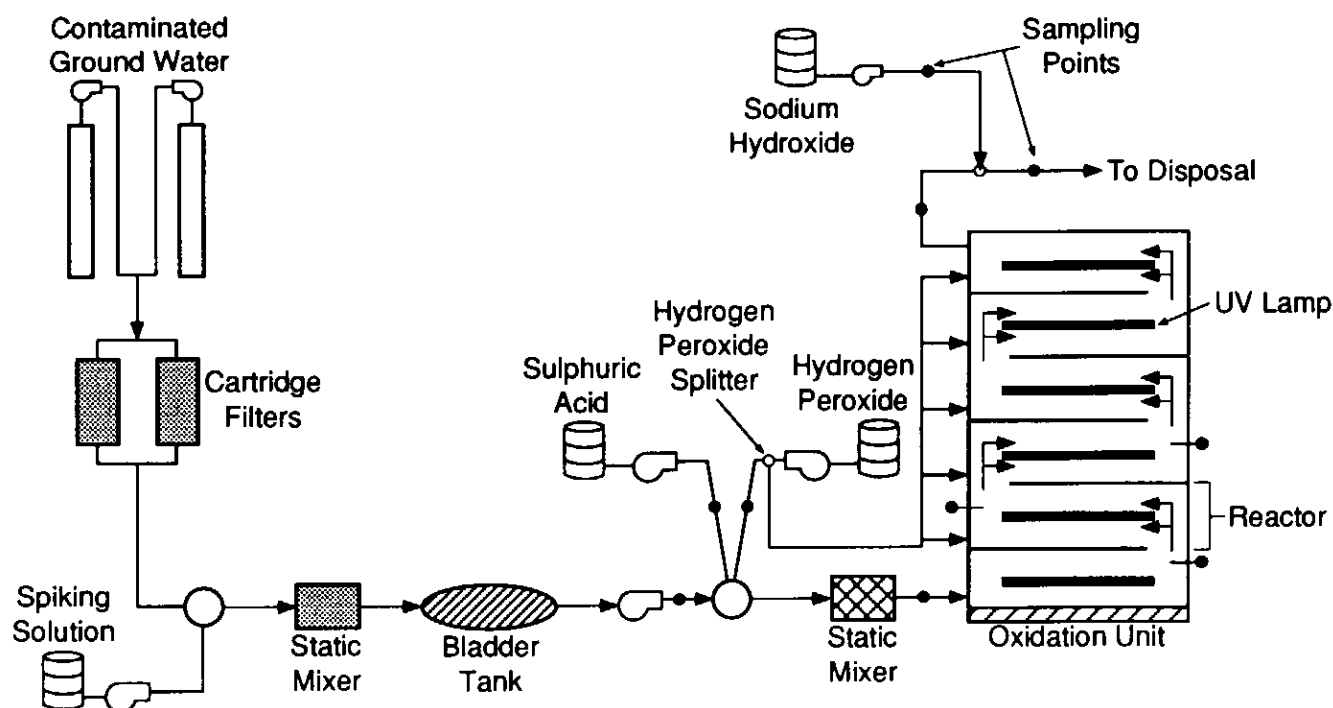 Contaminated
Ground Water
Sampling
Points
Sodium
Hydroxide
To Disposal
UV Lamp
Hydrogen
Peroxide
Splitter
Sulphuric
Acid
Hydrogen
Peroxide
Cartridge
Filters
Reactor
Spiking
Solution
Static
Mixer
Bladder
Tank
Static
Mixer
Oxidation Unit